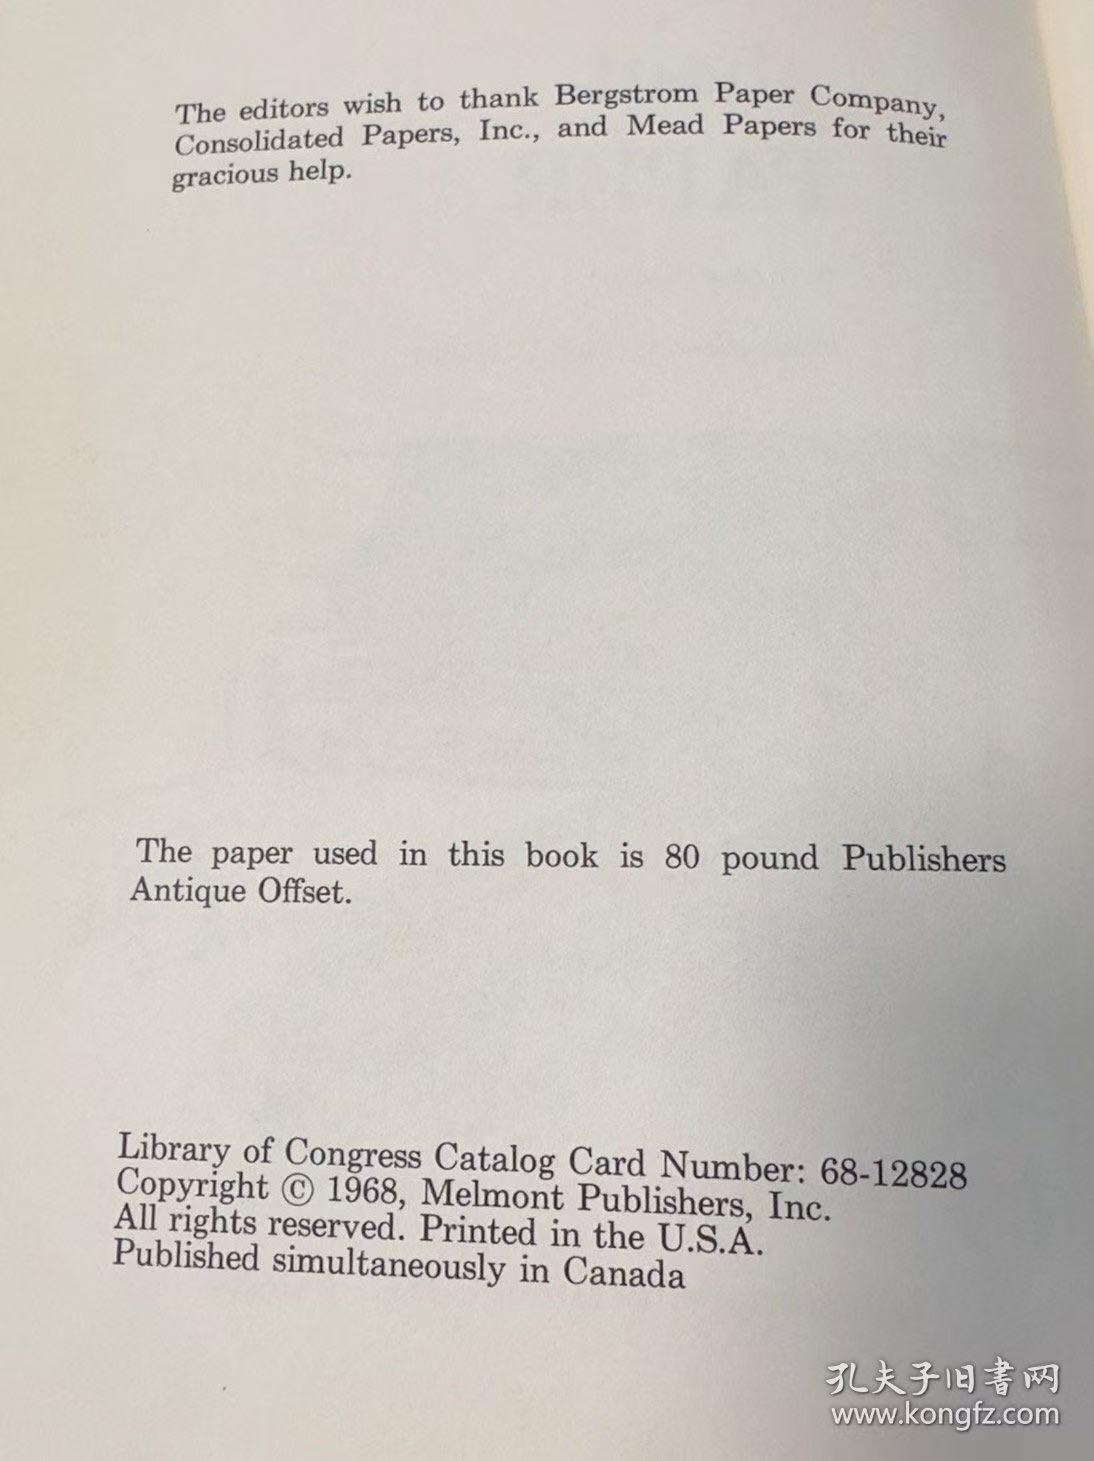 The editors wish to thank Bergstrom Paper Company,
Consolidated Papers, Inc., and Mead Papers for their
gracious help.
The paper used in this book is 80 pound Publishers
Antique Offset.
Library of Congress Catalog Card Number: 68-12828
Copyright © 1968, Melmont Publishers, Inc.
All rights reserved. Printed in the U.S.A.
Published simultaneously in Canada
孔夫子旧書网
www.kongfz.com